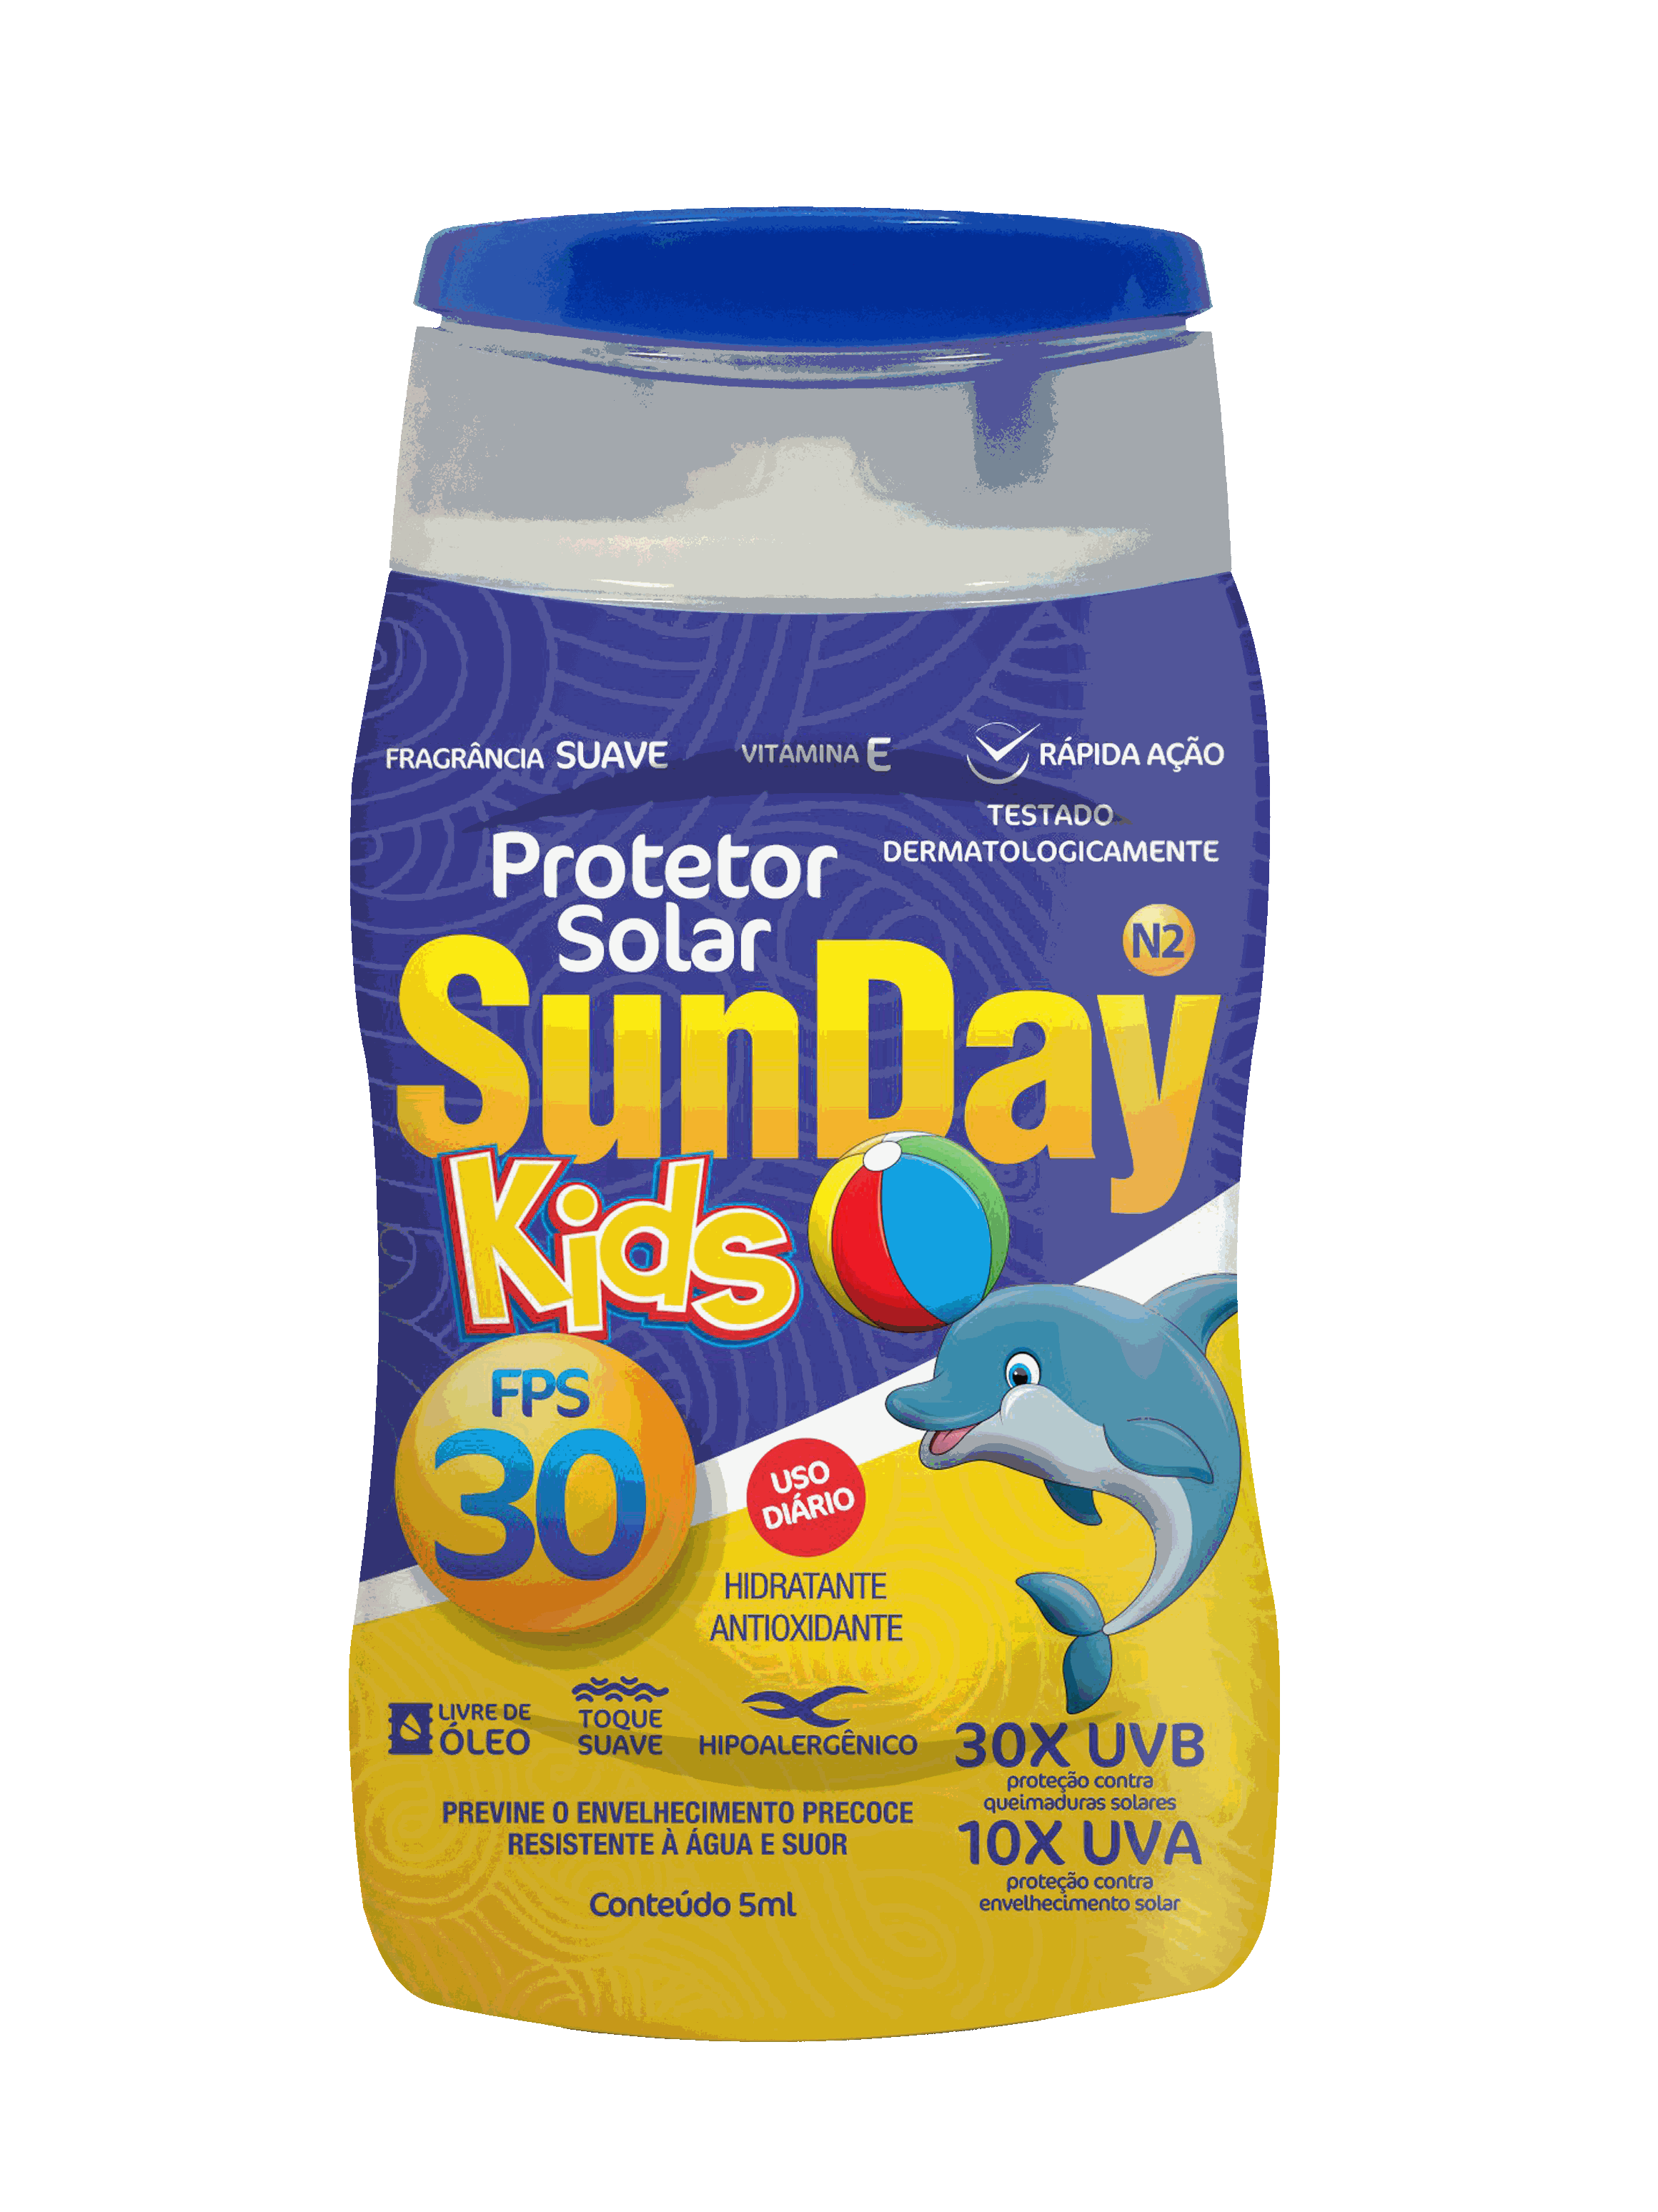 FRAGRÂNCIA SUAVE
VITAMINA E
RÁPIDA AÇÃO
TESTADO
DERMATOLOGICAMENTE
Protetor
Solar
N2
SunDay
Kids
FPS
30
USO
DIÁRIO
HIDRATANTE
ANTIOXIDANTE
LIVRE DE
ÓLEO
TOQUE
SUAVE
HIPOALERGÊNICO
30X UVB
proteção contra
queimaduras solares
10X UVA
proteção contra
envelhecimento solar
PREVINE O ENVELHECIMENTO PRECOCE
RESISTENTE À ÁGUA E SUOR
Conteúdo 5ml